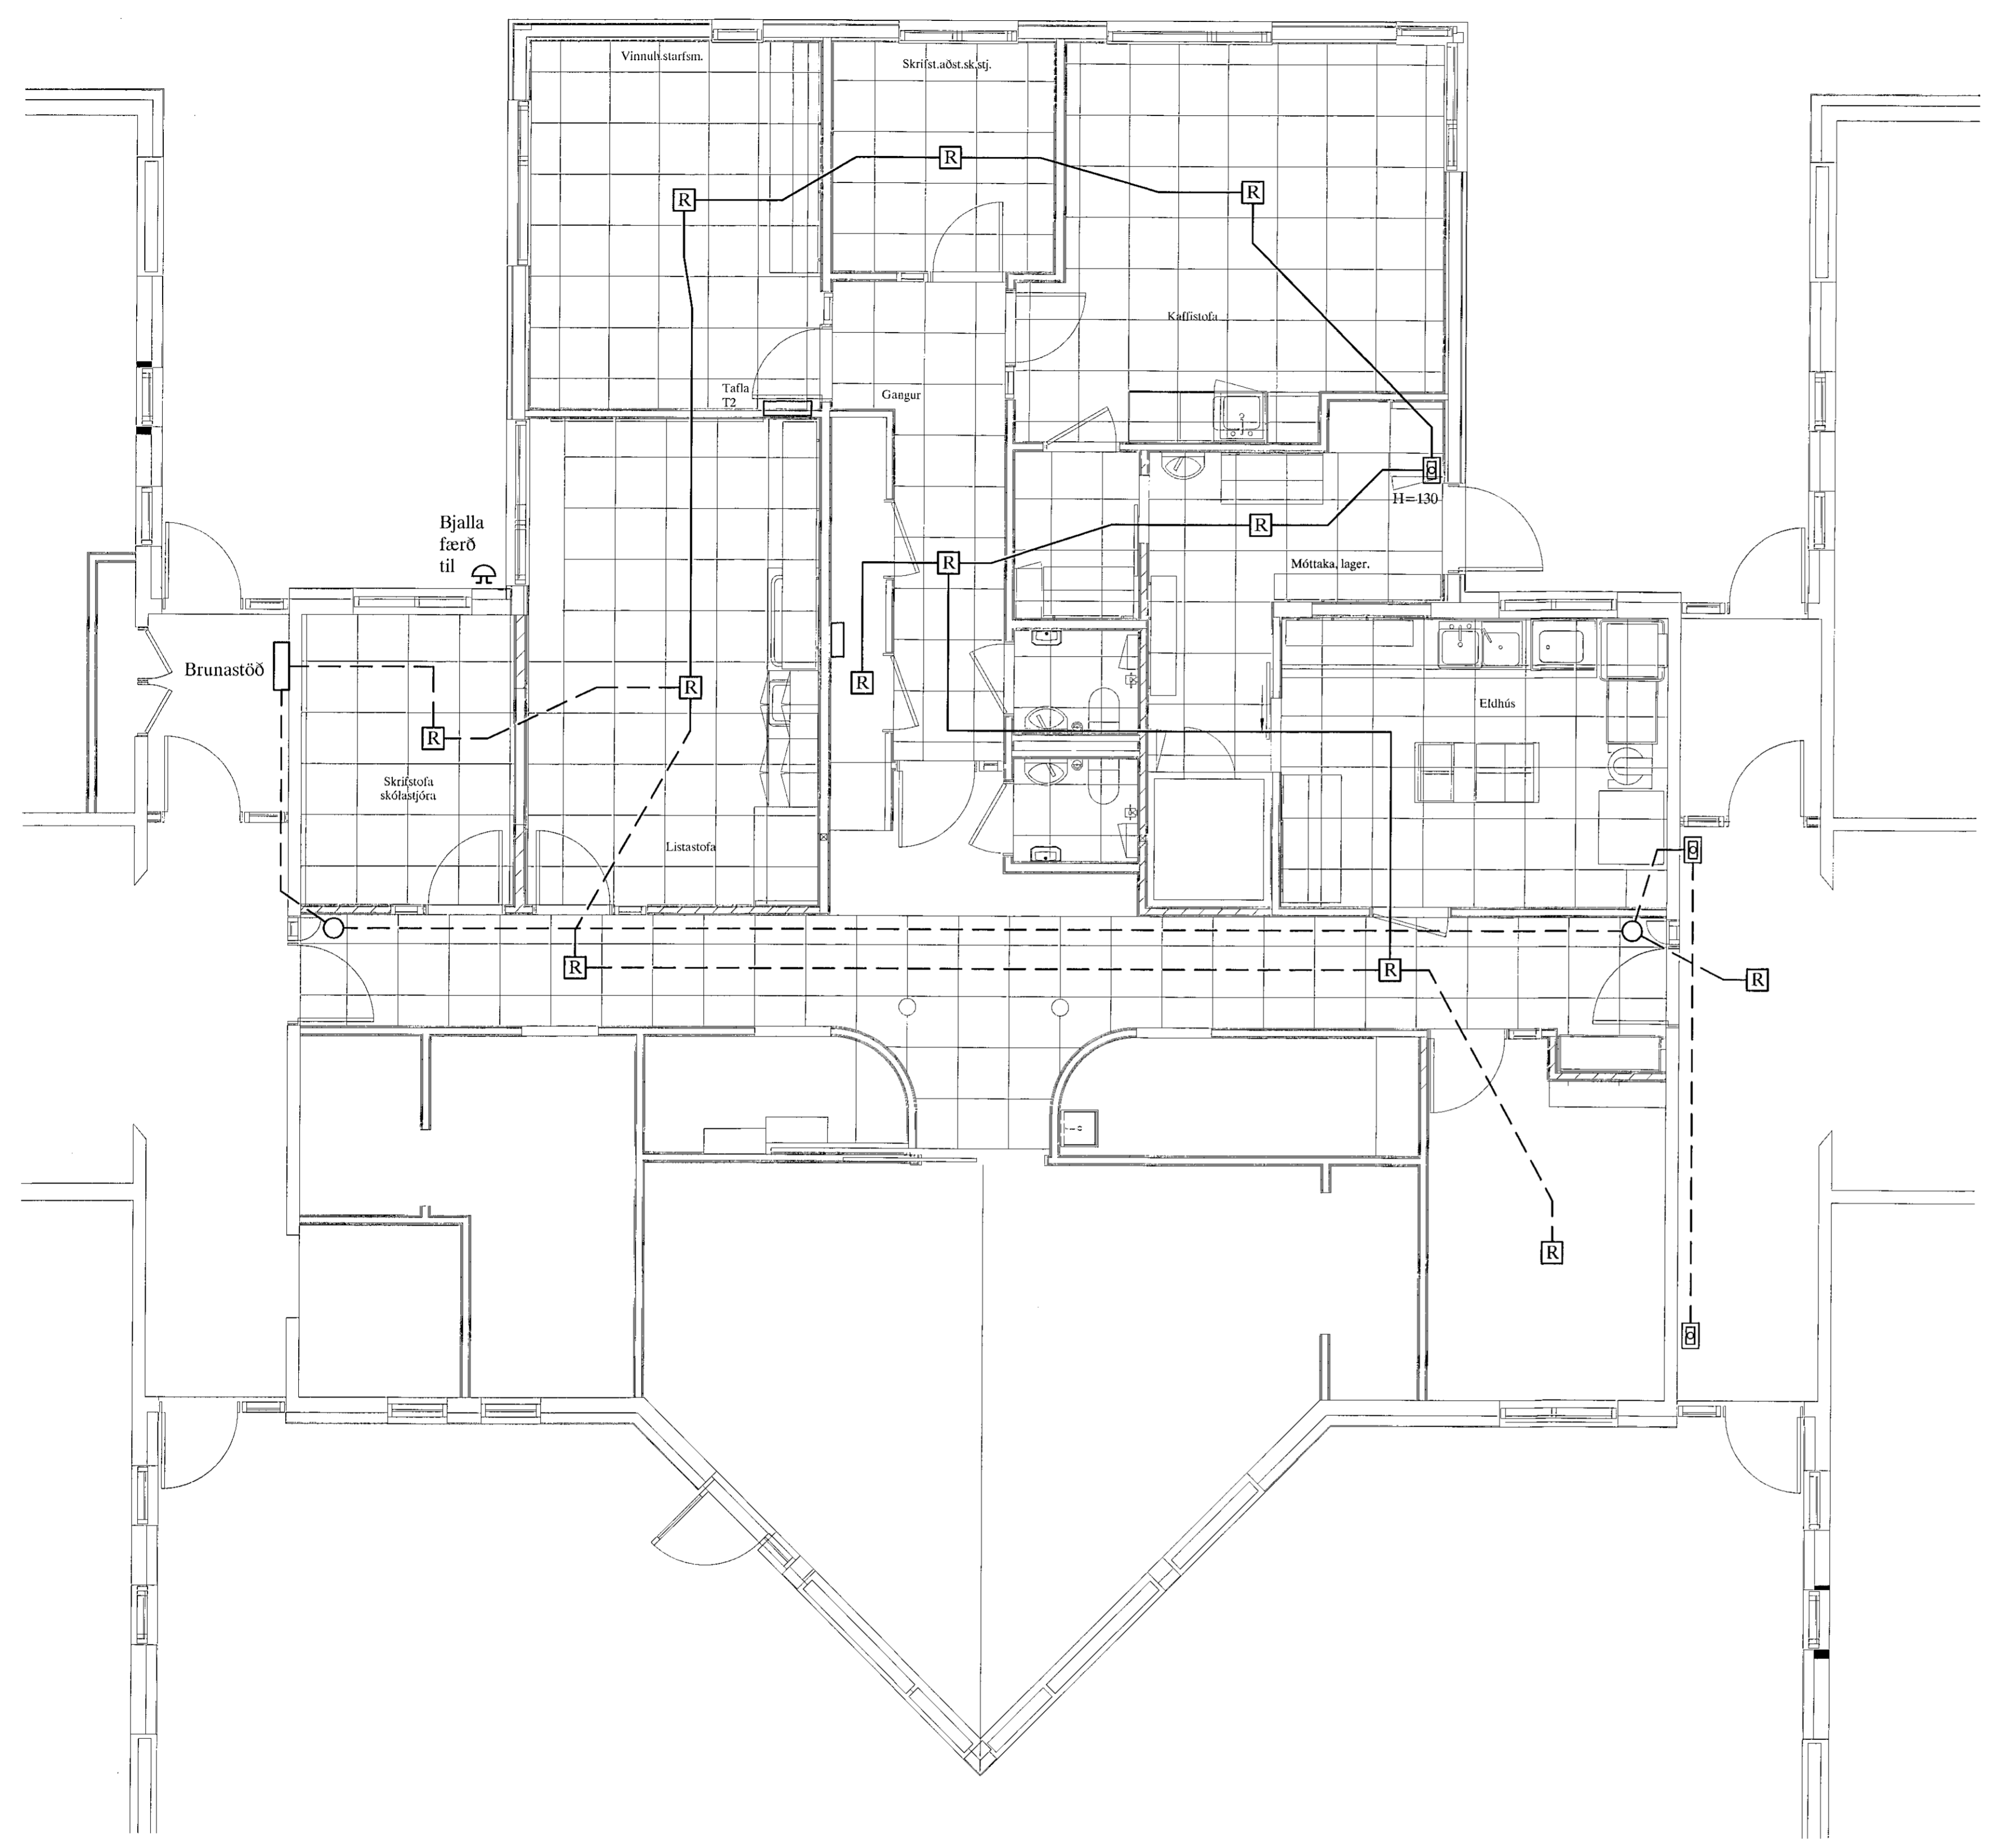 Vinnuh.starfsm.
Skrifst.aðst.sk.stj.
R
R
R
Kaffistofa
Tafla
T2
Gangur
H=130
Bjalla
færð
til
R
R
Móttaka, lager.
Brunastöð
R
R
R
Eldhús
Skrifstofa
skólastjóra
Listastofa
R
R
R
R